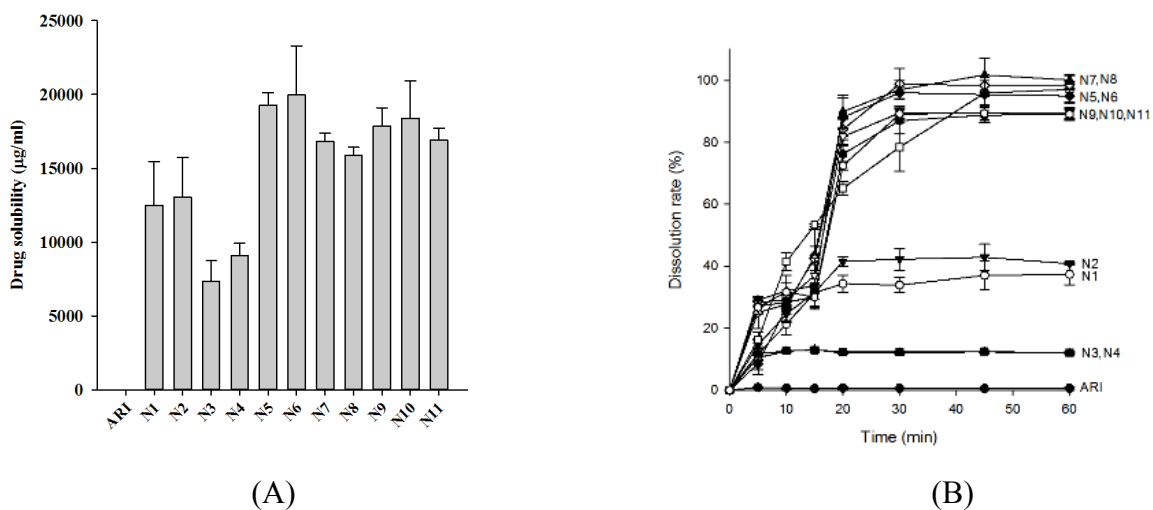 25000
20000
15000
10000
5000
0
Drug solubility (µg/ml)
ARI N1 N2 N3 N4 N5 N6 N7 N8 N9 N10 N11
(A)
100
80
60
40
20
0
Dissolution rate (%)
N7,N8
N5,N6
N9,N10,N11
N2
N1
N3,N4
ARI
0 10 20 30 40 50 60
Time (min)
(B)